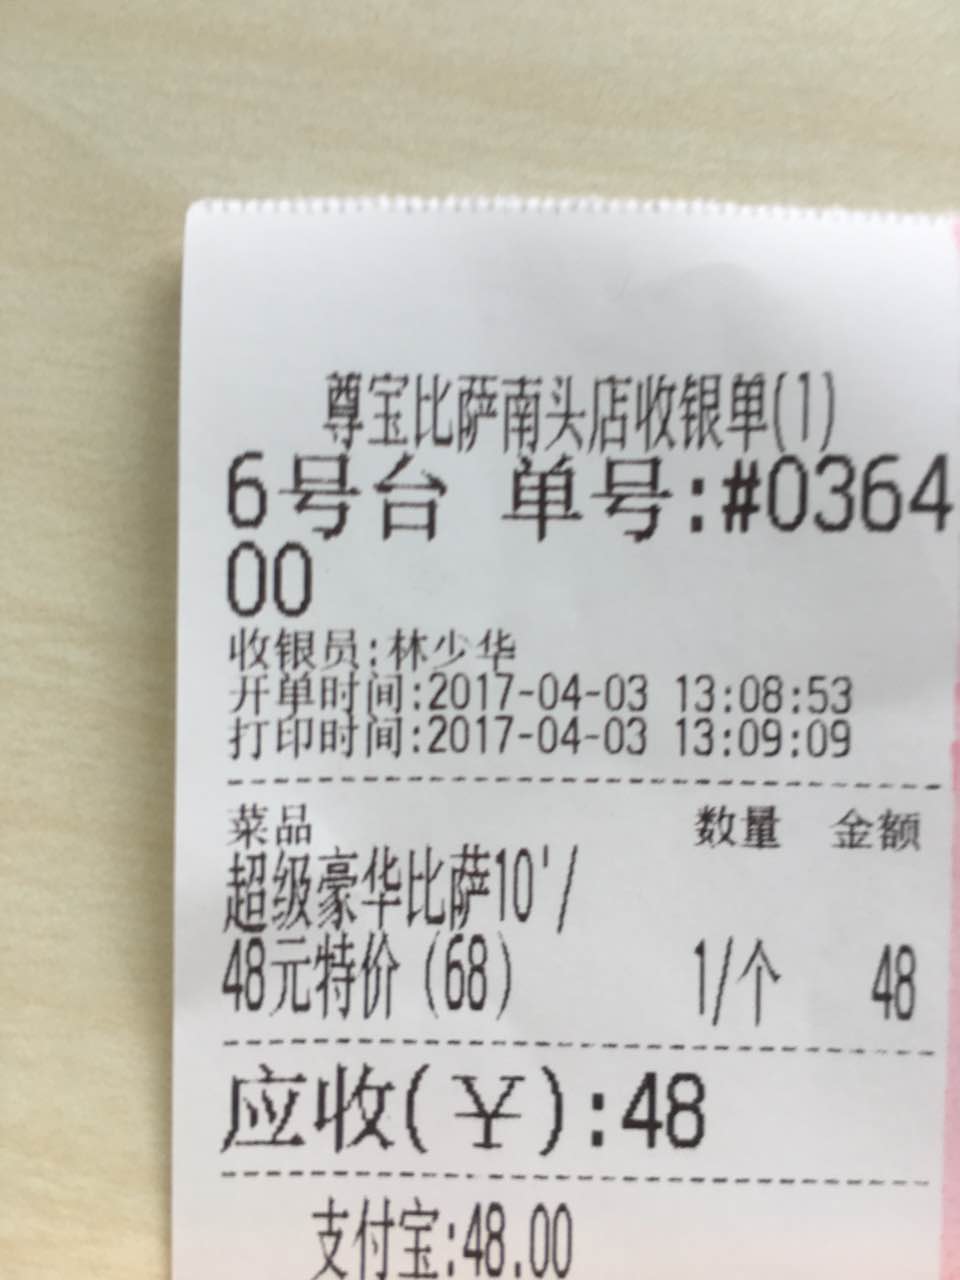 尊宝比萨南头店收银单(1)
6号台 单号:#0364
00
收银员:林少华
开单时间:2017-04-03 13:08:53
打印时间:2017-04-03 13:09:09
菜品 数量 金额
超级豪华比萨10'/
48元特价(68) 1/个 48
应收(¥):48
支付宝:48.00